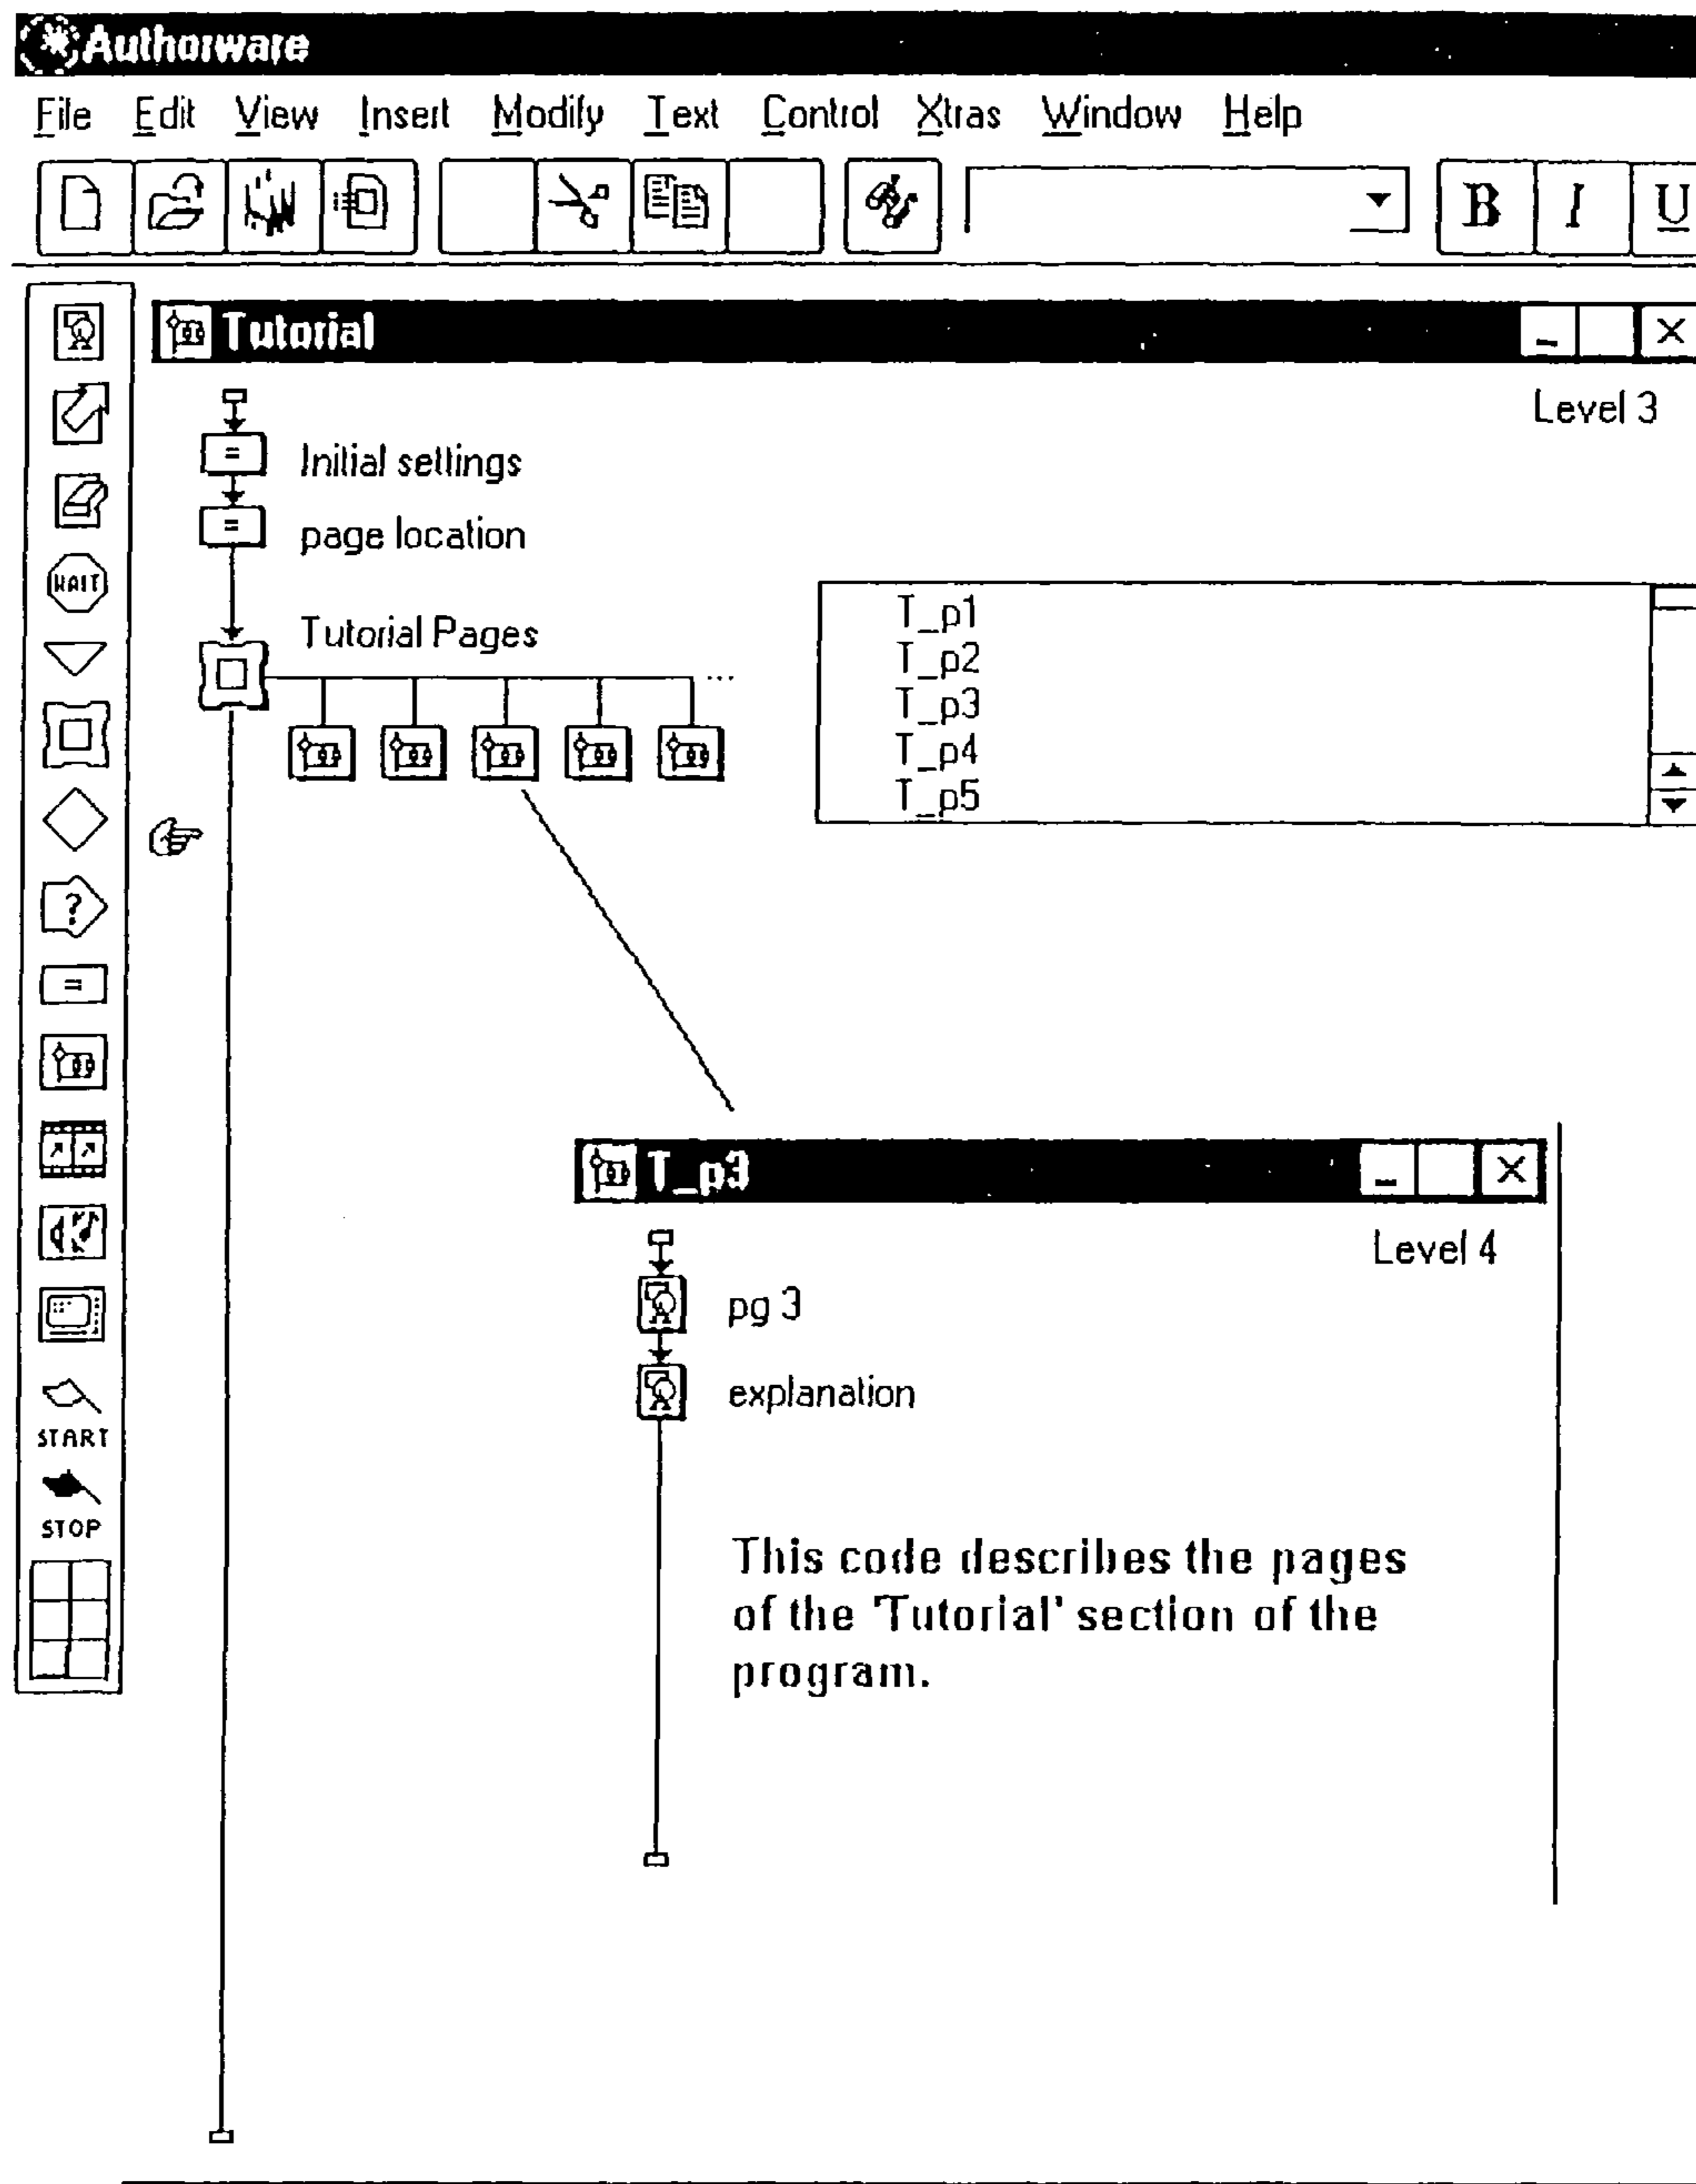 Authorware
File Edit View Insert Modify Text Control Xtras Window Help
B I U
Tutorial
Level 3
= Initial settings
= page location
WAIT
Tutorial Pages
...
T_p1
T_p2
T_p3
T_p4
T_p5
?
=
T_p3
Level 4
pg 3
explanation
START
STOP
This code describes the pages
of the 'Tutorial' section of the
program.